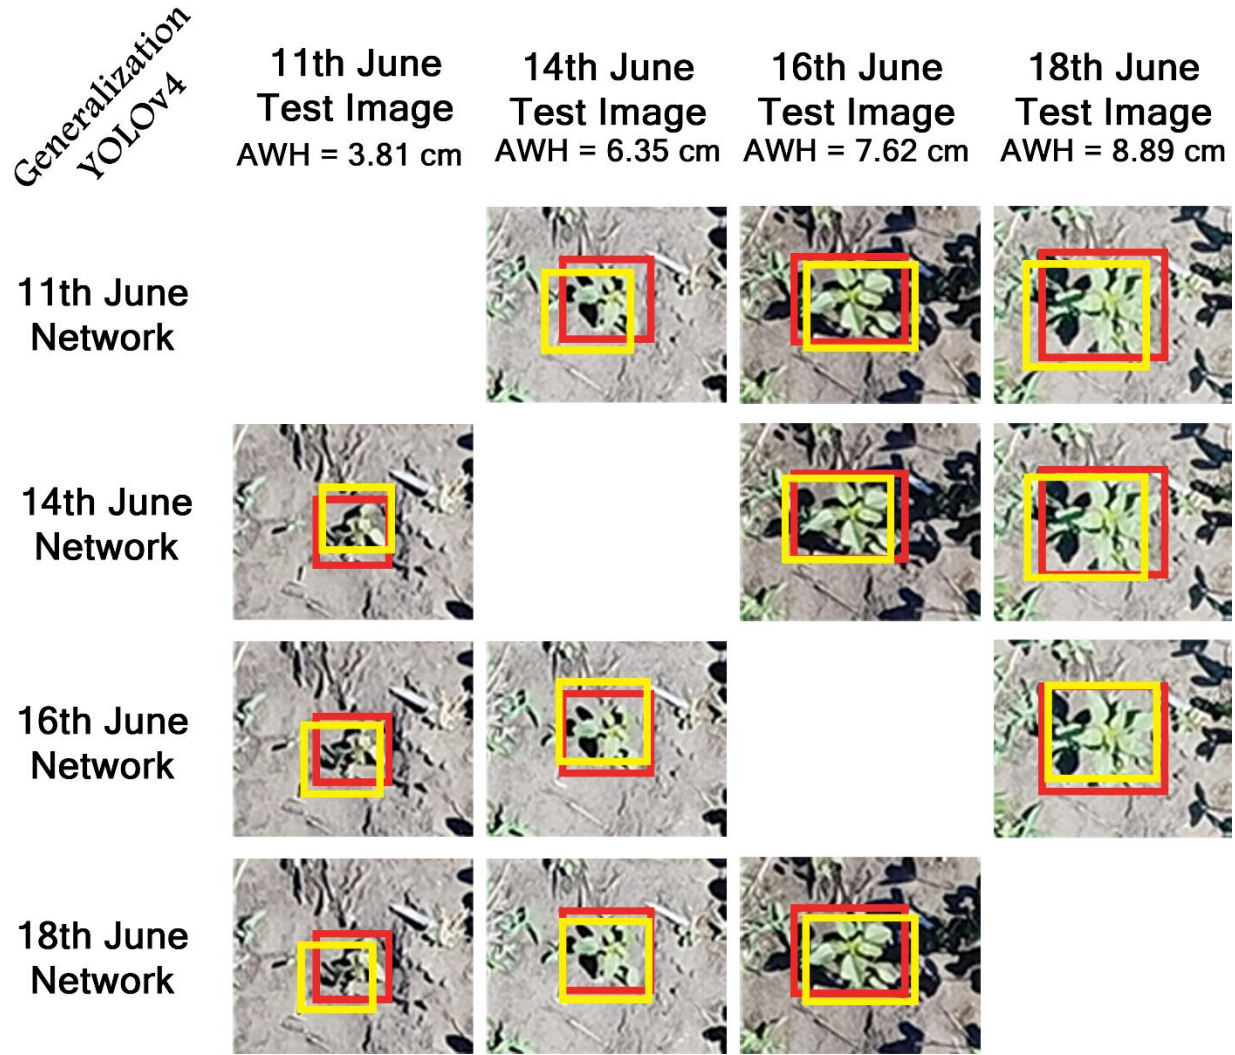 Generalization
YOLOv4
11th June
Test Image
AWH = 3.81 cm
14th June
Test Image
AWH = 6.35 cm
16th June
Test Image
AWH = 7.62 cm
18th June
Test Image
AWH = 8.89 cm
11th June
Network
14th June
Network
16th June
Network
18th June
Network